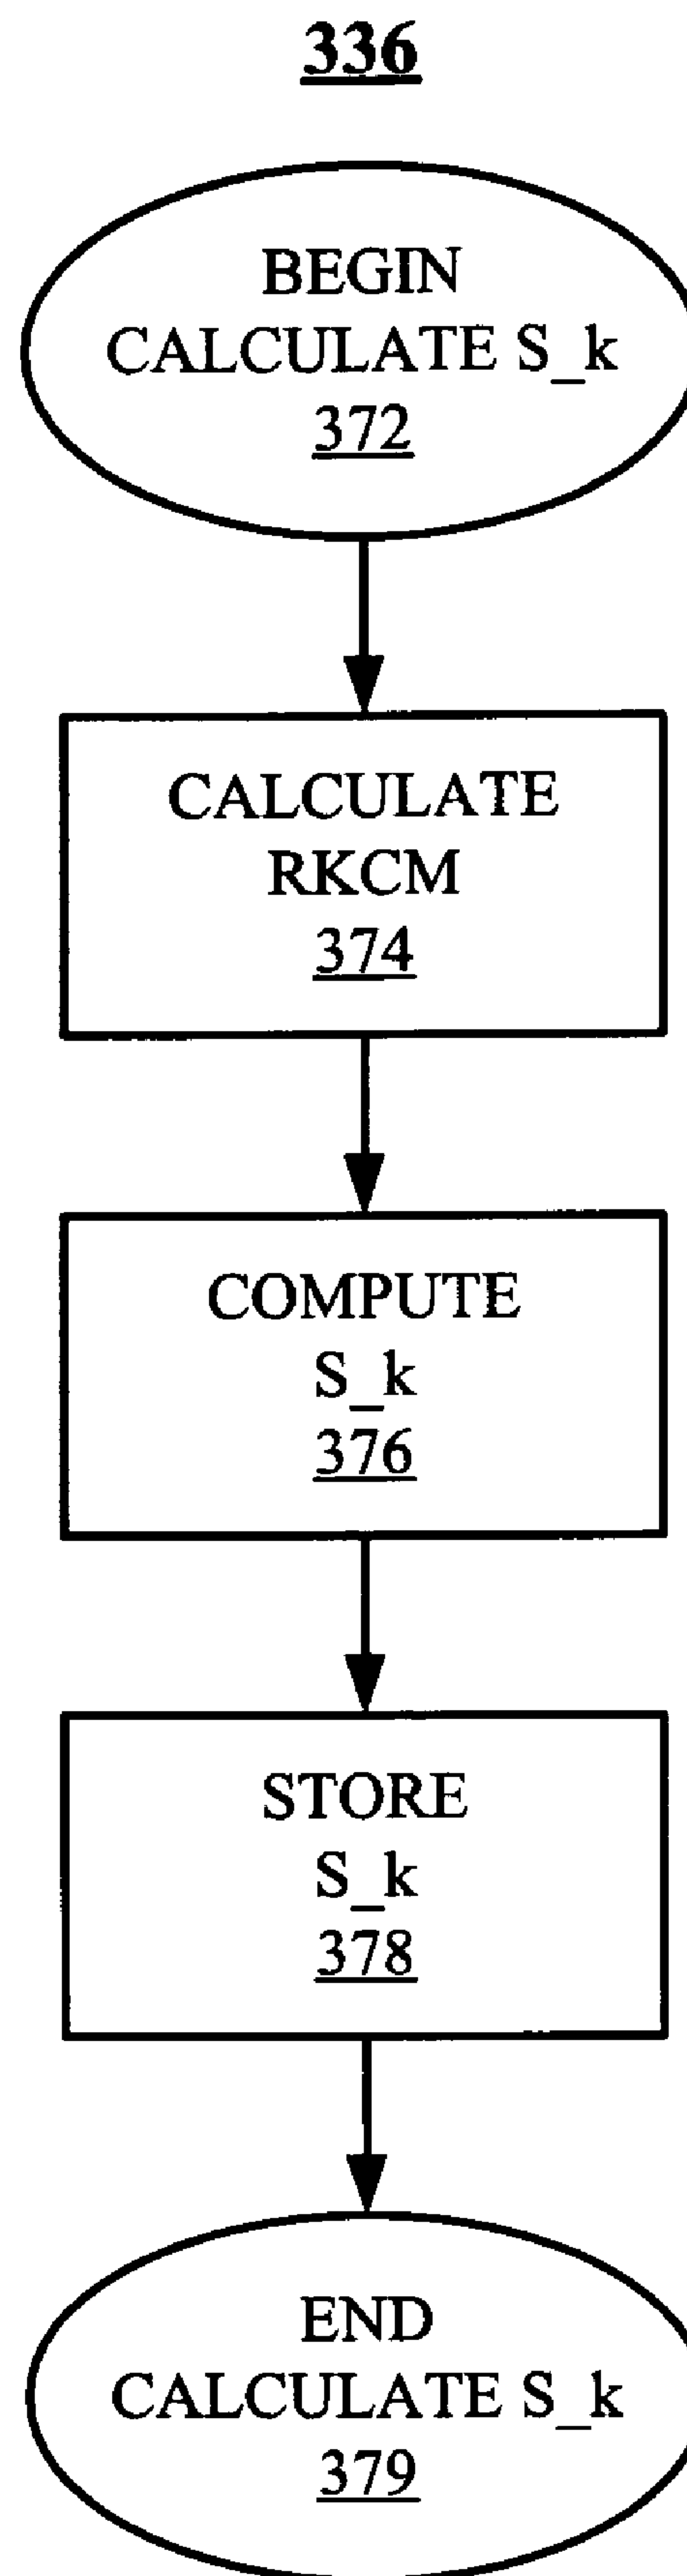 336
BEGIN
CALCULATE S_k
372
CALCULATE
RKCM
374
COMPUTE
S_k
376
STORE
S_k
378
END
CALCULATE S_k
379